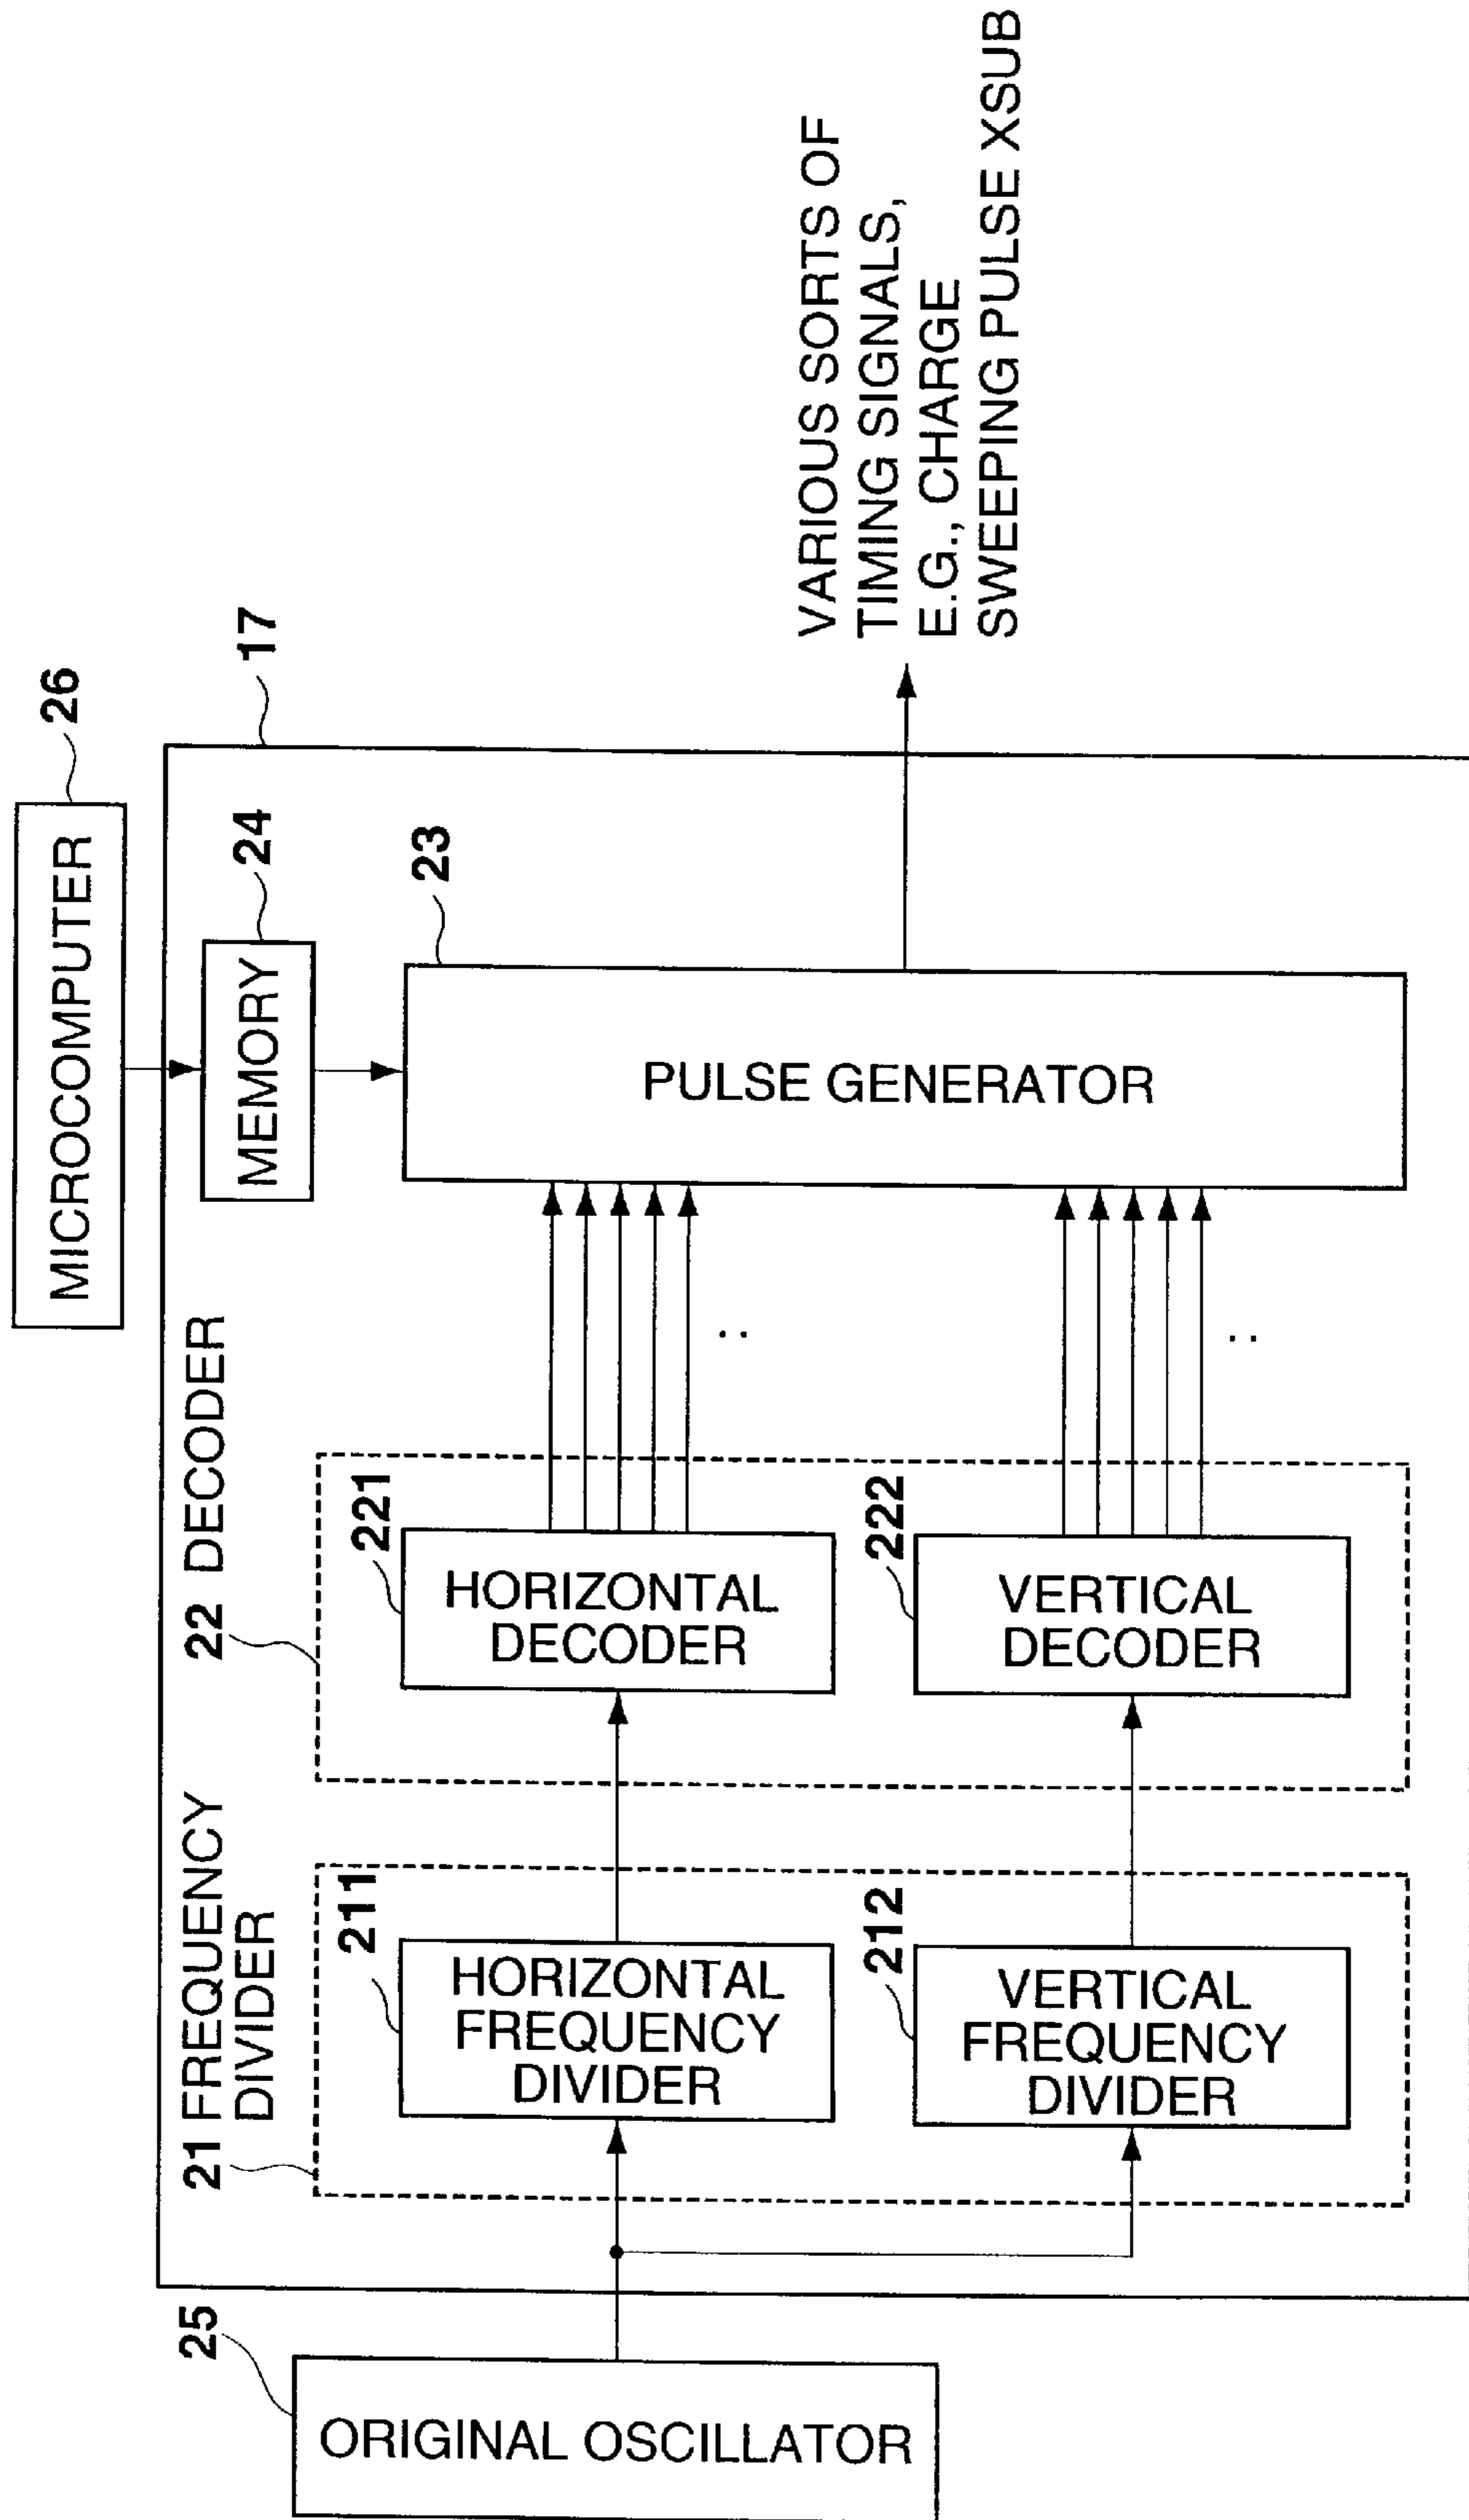 MICROCOMPUTER
26
17
MEMORY
24
21 FREQUENCY
DIVIDER
22 DECODER
25
ORIGINAL OSCILLATOR
211
HORIZONTAL
FREQUENCY
DIVIDER
221
HORIZONTAL
DECODER
23
PULSE GENERATOR
212
VERTICAL
FREQUENCY
DIVIDER
222
VERTICAL
DECODER
VARIOUS SORTS OF
TIMING SIGNALS,
E.G., CHARGE
SWEEPING PULSE XSUB